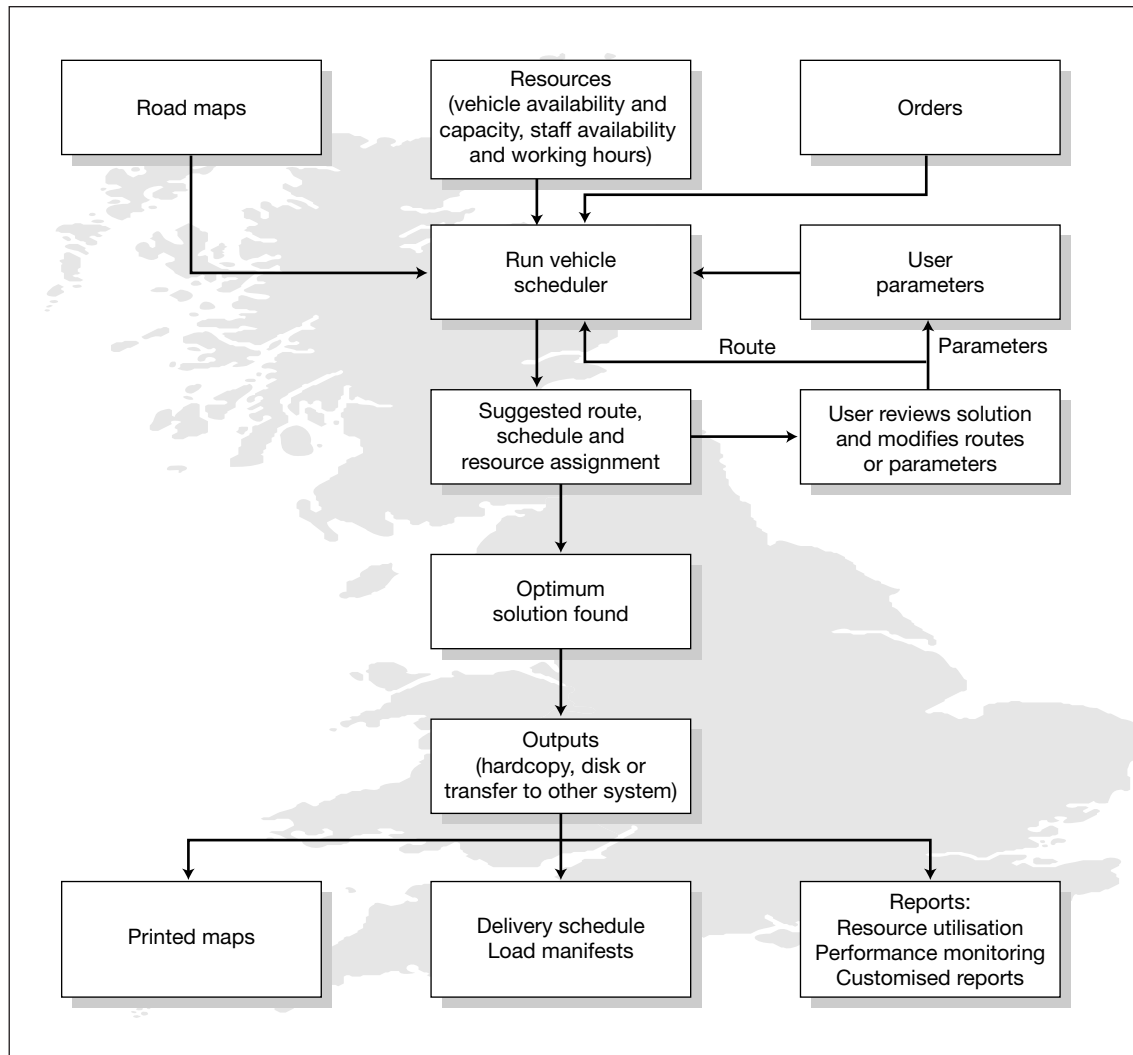 Road maps
Resources
(vehicle availability and
capacity, staff availability
and working hours)
Orders
Run vehicle
scheduler
User
parameters
Route
Parameters
Suggested route,
schedule and
resource assignment
User reviews solution
and modifies routes
or parameters
Optimum
solution found
Outputs
(hardcopy, disk or
transfer to other system)
Printed maps
Delivery schedule
Load manifests
Reports:
Resource utilisation
Performance monitoring
Customised reports